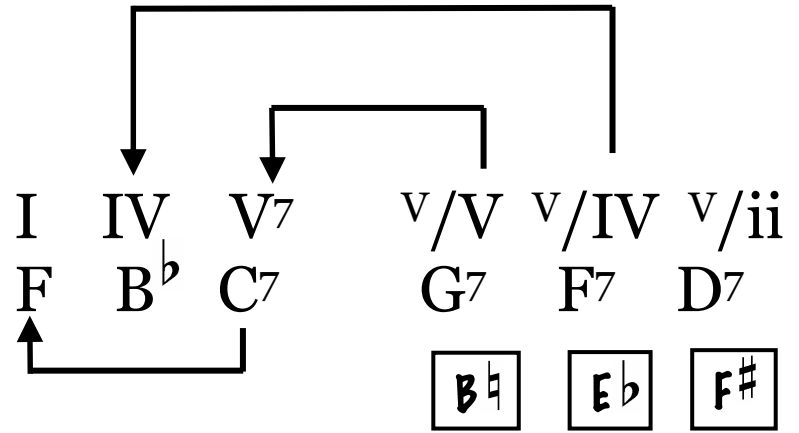 I IV V7 V/V V/IV V/ii
F B♭ C7 G7 F7 D7
B♮ E♭ F♯